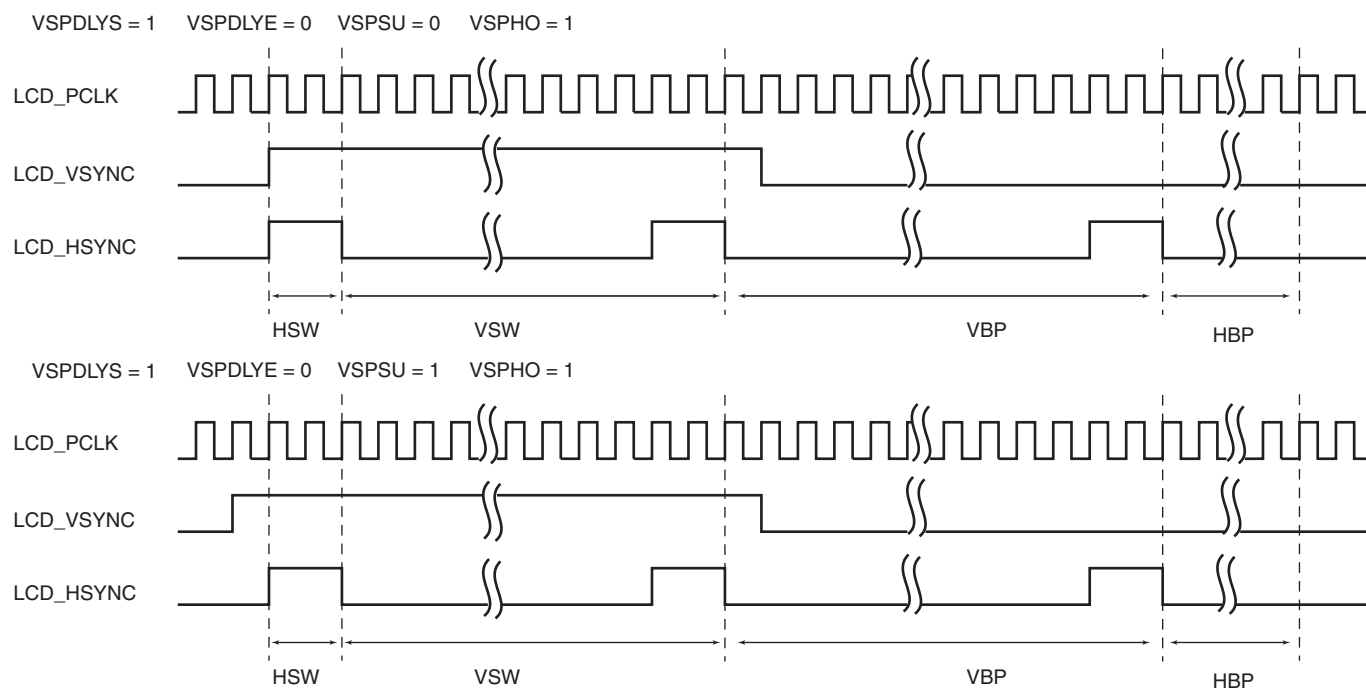 VSPDLYS = 1 VSPDLYE = 0 VSPSU = 0 VSPHO = 1
LCD_PCLK
LCD_VSYNC
LCD_HSYNC
HSW VSW VBP HBP
VSPDLYS = 1 VSPDLYE = 0 VSPSU = 1 VSPHO = 1
LCD_PCLK
LCD_VSYNC
LCD_HSYNC
HSW VSW VBP HBP